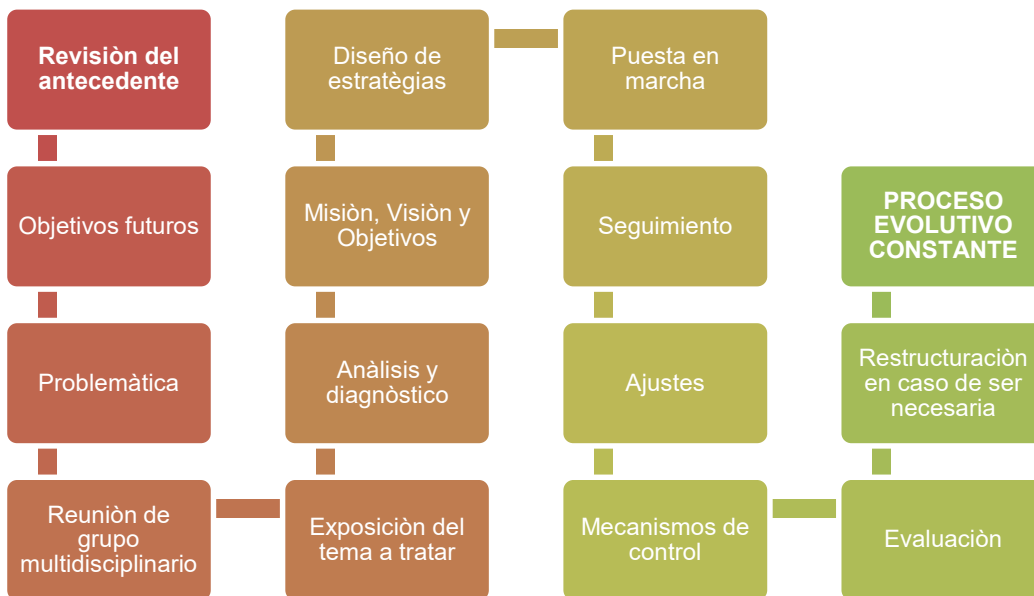 Revisiòn del
antecedente
Objetivos futuros
Problemàtica
Reuniòn de
grupo
multidisciplinario
Exposiciòn del
tema a tratar
Anàlisis y
diagnòstico
Misiòn, Visiòn y
Objetivos
Diseño de
estratègias
Puesta en
marcha
Seguimiento
Ajustes
Mecanismos de
control
Evaluaciòn
Restructuraciòn
en caso de ser
necesaria
PROCESO
EVOLUTIVO
CONSTANTE